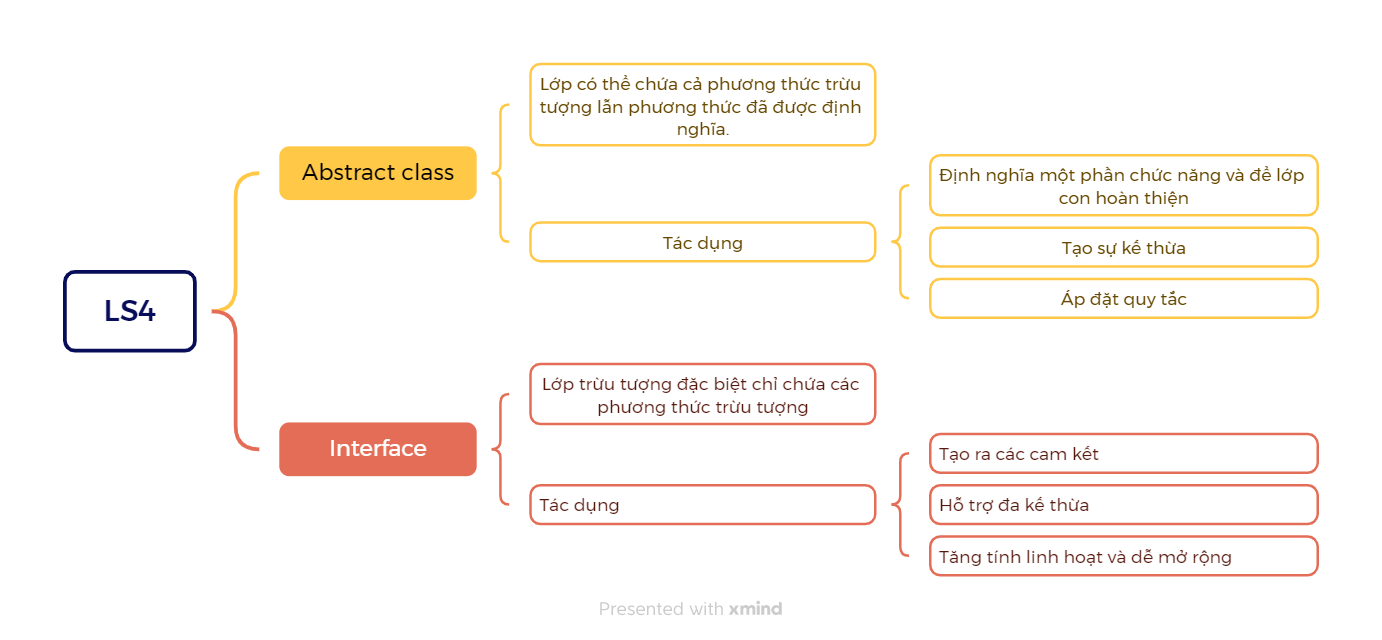 LS4
Abstract class
Lớp có thể chứa cả phương thức trừu
tượng lẫn phương thức đã được định
nghĩa.
Tác dụng
Định nghĩa một phần chức năng và để lớp
con hoàn thiện
Tạo sự kế thừa
Áp đặt quy tắc
Interface
Lớp trừu tượng đặc biệt chỉ chứa các
phương thức trừu tượng
Tác dụng
Tạo ra các cam kết
Hỗ trợ đa kế thừa
Tăng tính linh hoạt và dễ mở rộng
Presented with xmind